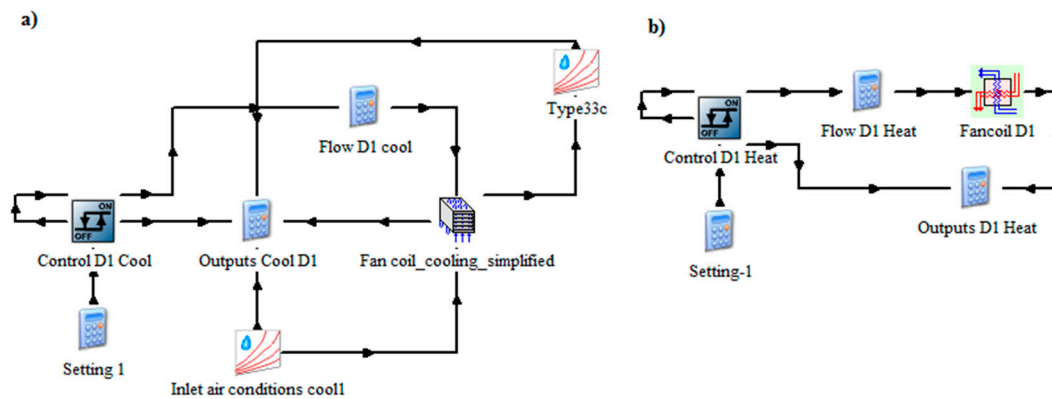 a)
Type33c
Flow D1 cool
ON
OFF
Control D1 Cool
Outputs Cool D1
Fan coil_cooling_simplified
Setting 1
Inlet air conditions cool1
b)
ON
OFF
Control D1 Heat
Flow D1 Heat
Fancoil D1
Outputs D1 Heat
Setting-1